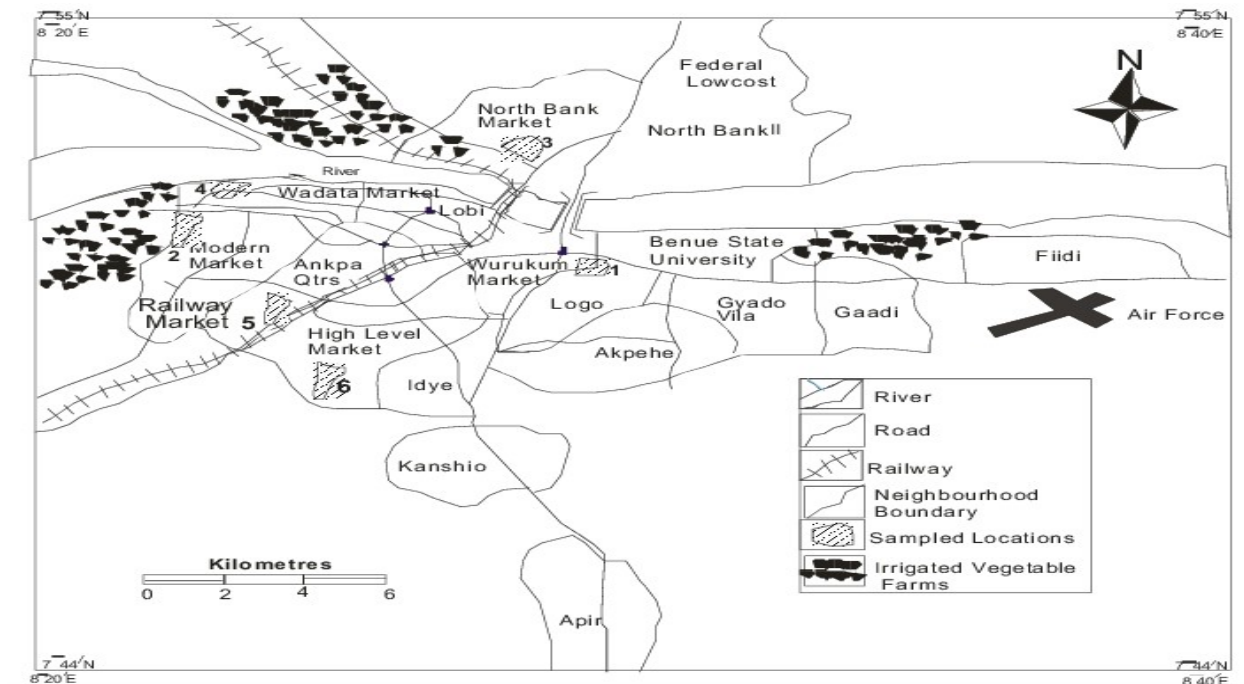 7 55'N
8 20'E
7 55'N
8 40'E
N
Federal
Lowcost
North Bank
Market
3
North BankII
River
4
Wadata Market
Lobi
2
Modern
Market
Ankpa
Qtrs
Wurukum
Market
1
Benue State
University
Fiidi
Railway
Market
5
Logo
Gyado
Vila
Gaadi
Air Force
High Level
Market
6
Akpehe
Idye
Kanshio
Apir
River
Road
Railway
Neighbourhood
Boundary
Sampled Locations
Irrigated Vegetable
Farms
Kilometres
0 2 4 6
7 44'N
8 20'E
7 44'N
8 40'E